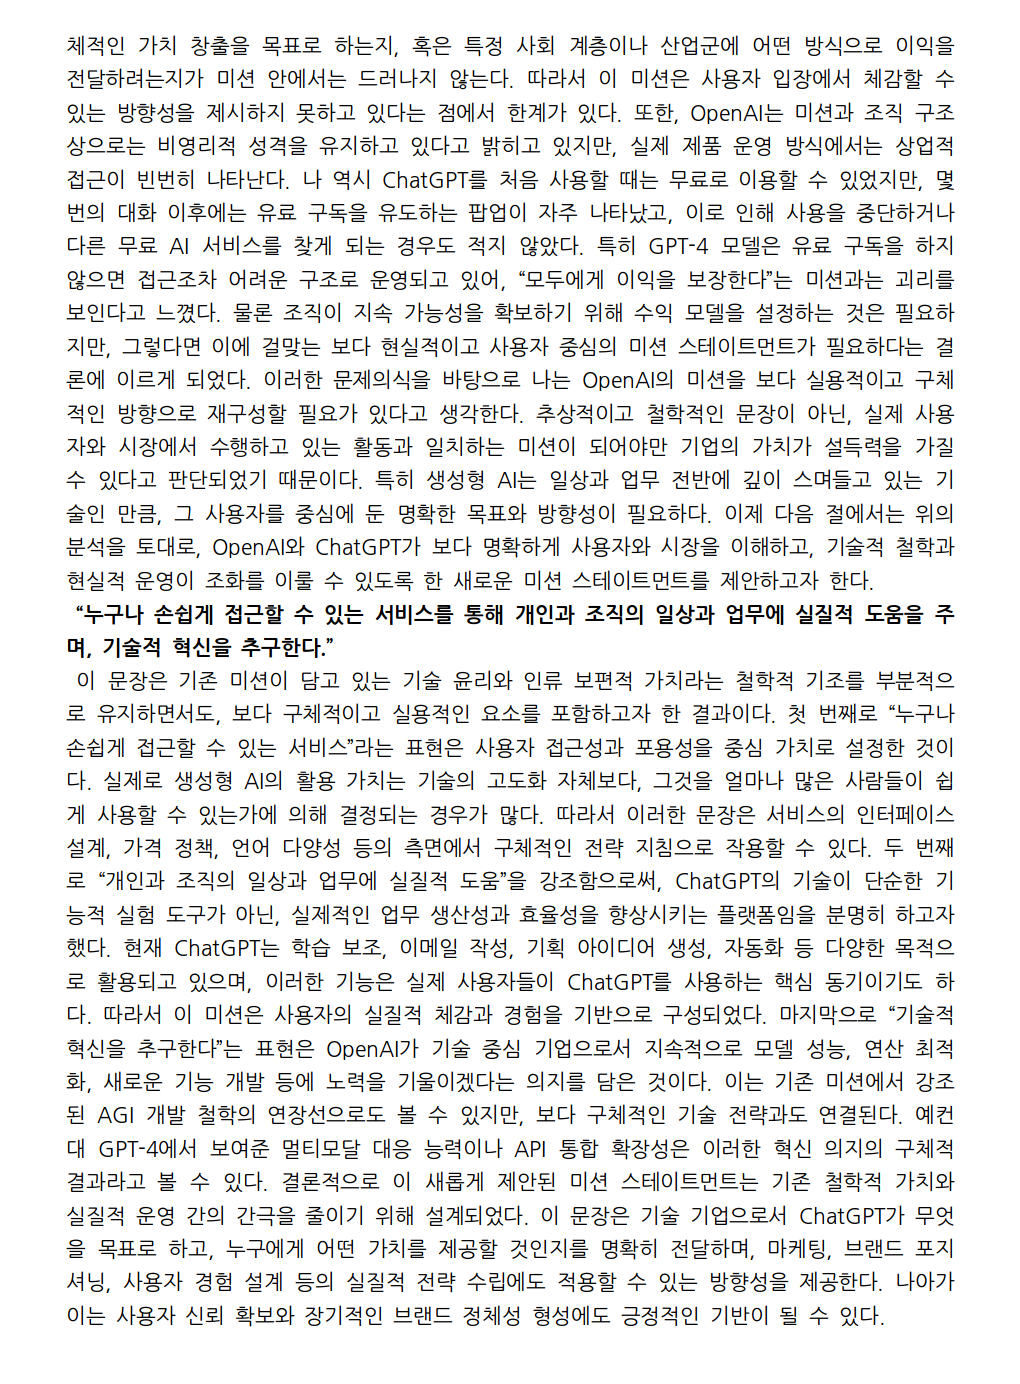 체적인 가치 창출을 목표로 하는지, 혹은 특정 사회 계층이나 산업군에 어떤 방식으로 이익을
전달하려는지가 미션 안에서는 드러나지 않는다. 따라서 이 미션은 사용자 입장에서 체감할 수
있는 방향성을 제시하지 못하고 있다는 점에서 한계가 있다. 또한, OpenAI는 미션과 조직 구조
상으로는 비영리적 성격을 유지하고 있다고 밝히고 있지만, 실제 제품 운영 방식에서는 상업적
접근이 빈번히 나타난다. 나 역시 ChatGPT를 처음 사용할 때는 무료로 이용할 수 있었지만, 몇
번의 대화 이후에는 유료 구독을 유도하는 팝업이 자주 나타났고, 이로 인해 사용을 중단하거나
다른 무료 AI 서비스를 찾게 되는 경우도 적지 않았다. 특히 GPT-4 모델은 유료 구독을 하지
않으면 접근조차 어려운 구조로 운영되고 있어, “모두에게 이익을 보장한다”는 미션과는 괴리를
보인다고 느꼈다. 물론 조직이 지속 가능성을 확보하기 위해 수익 모델을 설정하는 것은 필요하
지만, 그렇다면 이에 걸맞는 보다 현실적이고 사용자 중심의 미션 스테이트먼트가 필요하다는 결
론에 이르게 되었다. 이러한 문제의식을 바탕으로 나는 OpenAI의 미션을 보다 실용적이고 구체
적인 방향으로 재구성할 필요가 있다고 생각한다. 추상적이고 철학적인 문장이 아닌, 실제 사용
자와 시장에서 수행하고 있는 활동과 일치하는 미션이 되어야만 기업의 가치가 설득력을 가질
수 있다고 판단되었기 때문이다. 특히 생성형 AI는 일상과 업무 전반에 깊이 스며들고 있는 기
술인 만큼, 그 사용자를 중심에 둔 명확한 목표와 방향성이 필요하다. 이제 다음 절에서는 위의
분석을 토대로, OpenAI와 ChatGPT가 보다 명확하게 사용자와 시장을 이해하고, 기술적 철학과
현실적 운영이 조화를 이룰 수 있도록 한 새로운 미션 스테이트먼트를 제안하고자 한다.
“누구나 손쉽게 접근할 수 있는 서비스를 통해 개인과 조직의 일상과 업무에 실질적 도움을 주
며, 기술적 혁신을 추구한다.”
이 문장은 기존 미션이 담고 있는 기술 윤리와 인류 보편적 가치라는 철학적 기조를 부분적으
로 유지하면서도, 보다 구체적이고 실용적인 요소를 포함하고자 한 결과이다. 첫 번째로 “누구나
손쉽게 접근할 수 있는 서비스”라는 표현은 사용자 접근성과 포용성을 중심 가치로 설정한 것이
다. 실제로 생성형 AI의 활용 가치는 기술의 고도화 자체보다, 그것을 얼마나 많은 사람들이 쉽
게 사용할 수 있는가에 의해 결정되는 경우가 많다. 따라서 이러한 문장은 서비스의 인터페이스
설계, 가격 정책, 언어 다양성 등의 측면에서 구체적인 전략 지침으로 작용할 수 있다. 두 번째
로 “개인과 조직의 일상과 업무에 실질적 도움”을 강조함으로써, ChatGPT의 기술이 단순한 기
능적 실험 도구가 아닌, 실제적인 업무 생산성과 효율성을 향상시키는 플랫폼임을 분명히 하고자
했다. 현재 ChatGPT는 학습 보조, 이메일 작성, 기획 아이디어 생성, 자동화 등 다양한 목적으
로 활용되고 있으며, 이러한 기능은 실제 사용자들이 ChatGPT를 사용하는 핵심 동기이기도 하
다. 따라서 이 미션은 사용자의 실질적 체감과 경험을 기반으로 구성되었다. 마지막으로 “기술적
혁신을 추구한다”는 표현은 OpenAI가 기술 중심 기업으로서 지속적으로 모델 성능, 연산 최적
화, 새로운 기능 개발 등에 노력을 기울이겠다는 의지를 담은 것이다. 이는 기존 미션에서 강조
된 AGI 개발 철학의 연장선으로도 볼 수 있지만, 보다 구체적인 기술 전략과도 연결된다. 예컨
대 GPT-4에서 보여준 멀티모달 대응 능력이나 API 통합 확장성은 이러한 혁신 의지의 구체적
결과라고 볼 수 있다. 결론적으로 이 새롭게 제안된 미션 스테이트먼트는 기존 철학적 가치와
실질적 운영 간의 간극을 줄이기 위해 설계되었다. 이 문장은 기술 기업으로서 ChatGPT가 무엇
을 목표로 하고, 누구에게 어떤 가치를 제공할 것인지를 명확히 전달하며, 마케팅, 브랜드 포지
셔닝, 사용자 경험 설계 등의 실질적 전략 수립에도 적용할 수 있는 방향성을 제공한다. 나아가
이는 사용자 신뢰 확보와 장기적인 브랜드 정체성 형성에도 긍정적인 기반이 될 수 있다.